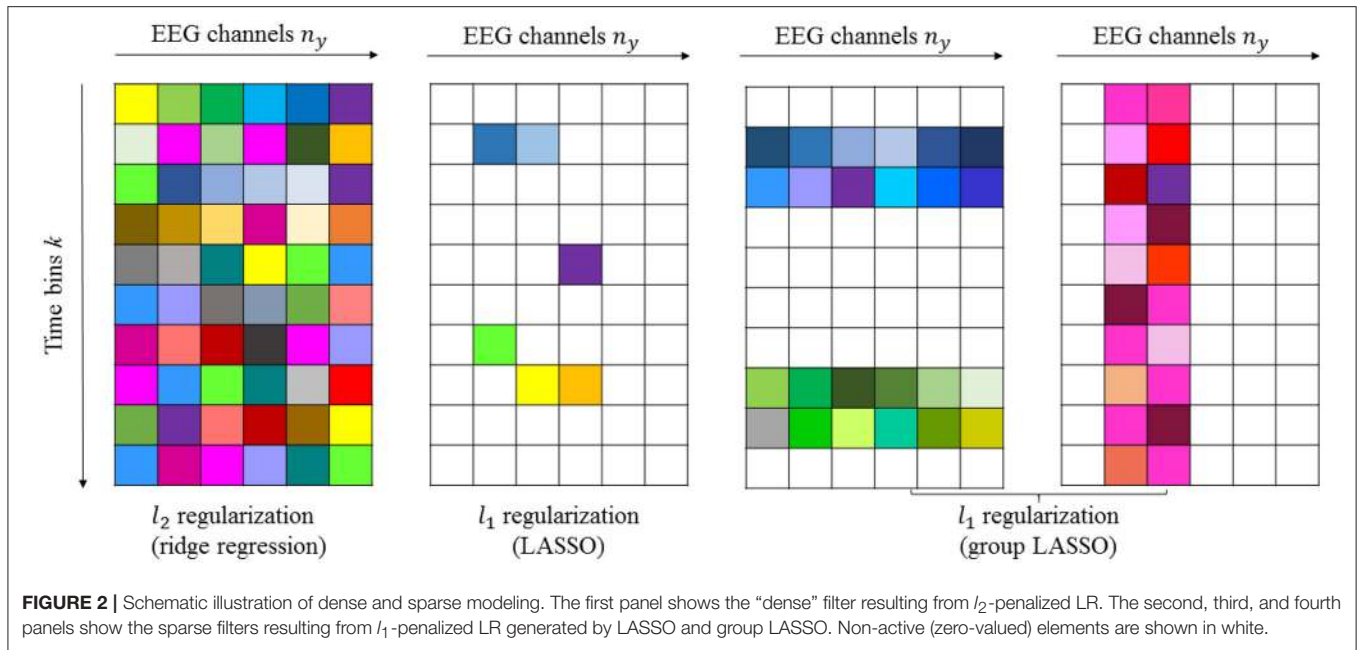 EEG channels n_y
EEG channels n_y
EEG channels n_y
EEG channels n_y
Time bins k
l_2 regularization
(ridge regression)
l_1 regularization
(LASSO)
l_1 regularization
(group LASSO)
FIGURE 2 | Schematic illustration of dense and sparse modeling. The first panel shows the “dense” filter resulting from l_2-penalized LR. The second, third, and fourth
panels show the sparse filters resulting from l_1-penalized LR generated by LASSO and group LASSO. Non-active (zero-valued) elements are shown in white.